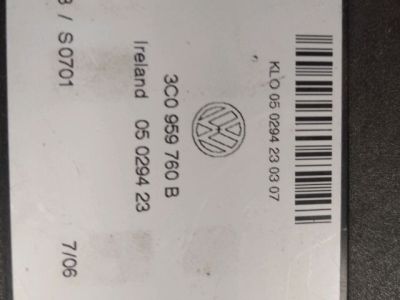 KLO 05 0294 23 03 07
3C0 959 760 B
Ireland 05 0294 23
/ S0701
7/06